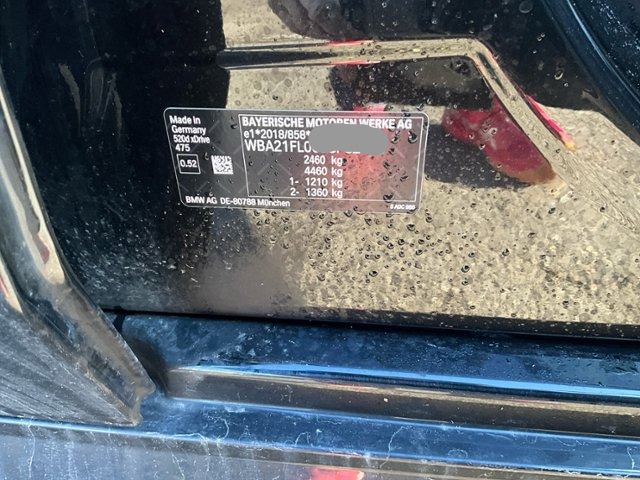 Made in
Germany
520d xDrive
475
0.52
BAYERISCHE MOTOREN WERKE AG
e1*2018/858*
WBA21FL0
2460 kg
4460 kg
1- 1210 kg
2- 1360 kg
BMW AG DE-80788 München